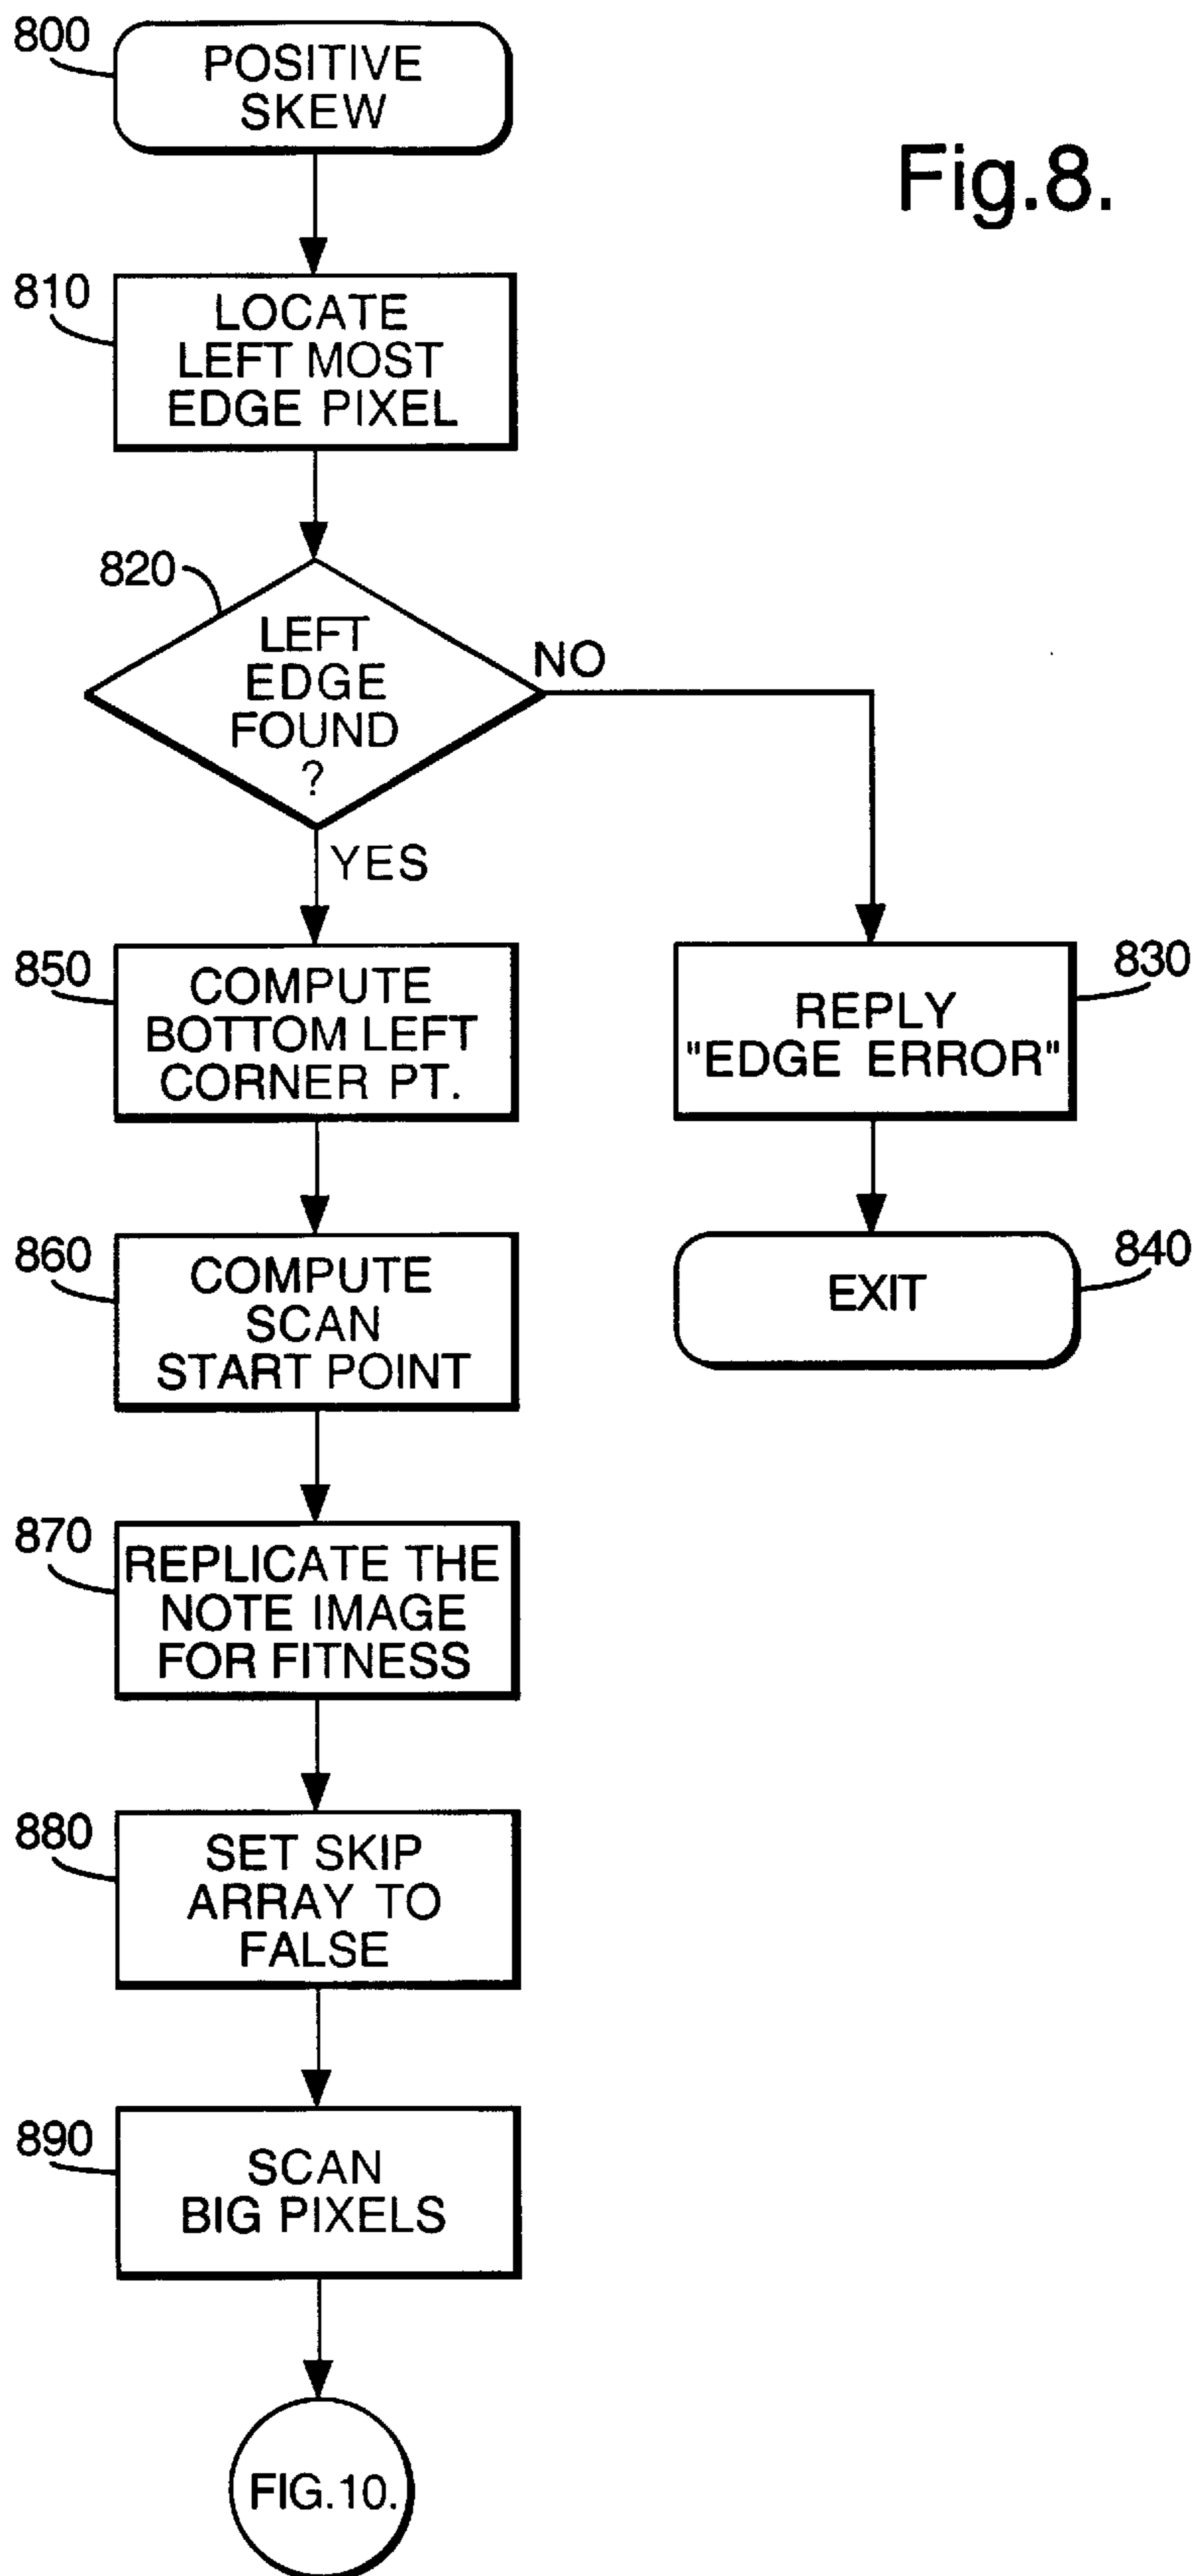 800
POSITIVE
SKEW
Fig.8.
810
LOCATE
LEFT MOST
EDGE PIXEL
820
LEFT
EDGE
FOUND
?
NO
YES
850
COMPUTE
BOTTOM LEFT
CORNER PT.
830
REPLY
"EDGE ERROR"
860
COMPUTE
SCAN
START POINT
840
EXIT
870
REPLICATE THE
NOTE IMAGE
FOR FITNESS
880
SET SKIP
ARRAY TO
FALSE
890
SCAN
BIG PIXELS
FIG.10.